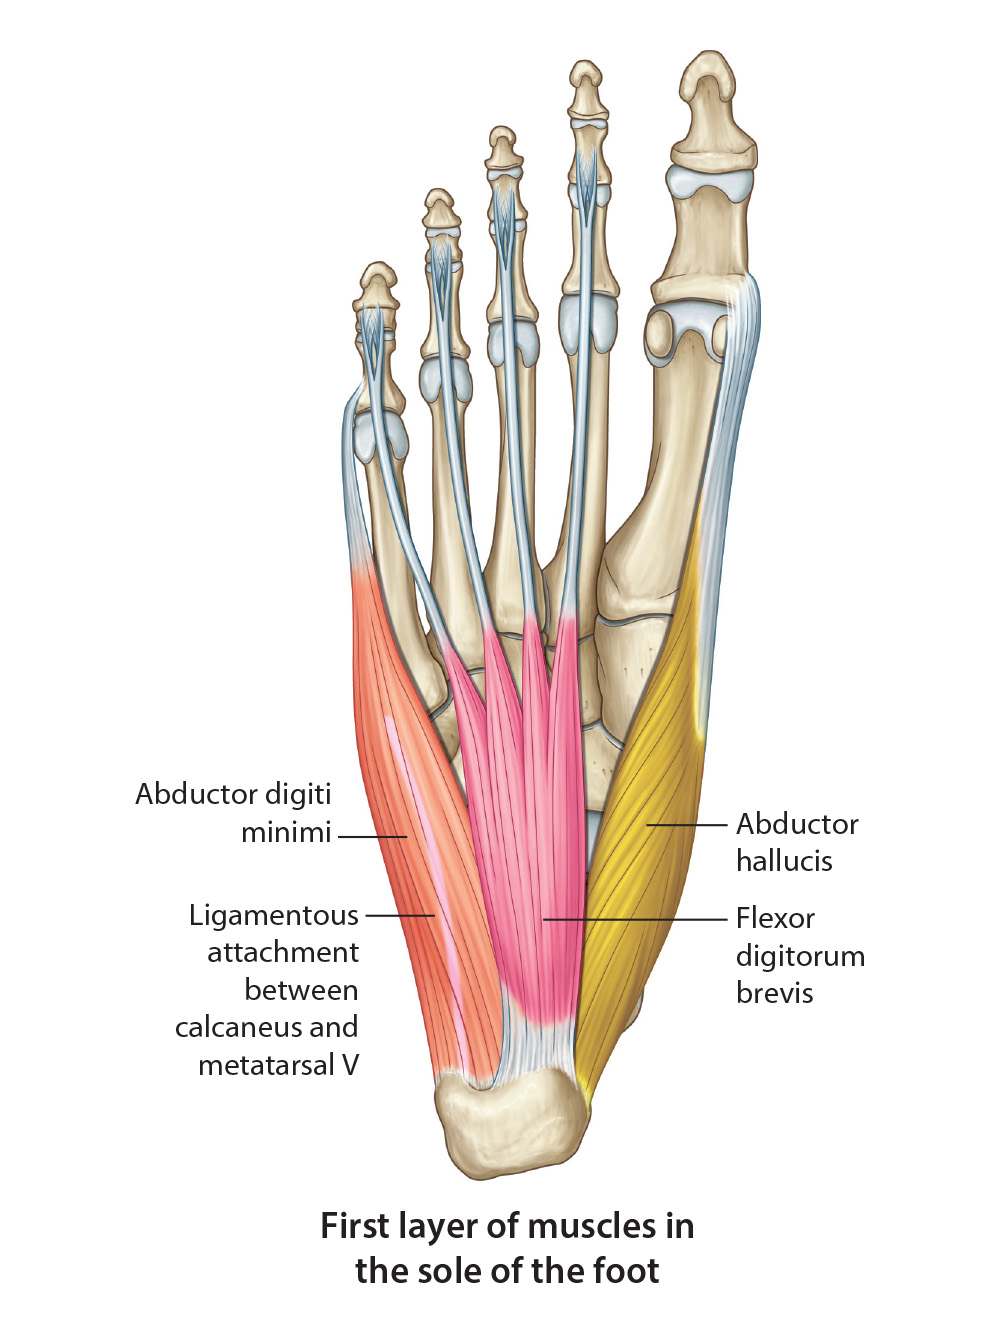 Abductor digiti
minimi
Ligamentous
attachment
between
calcaneus and
metatarsal V
Abductor
hallucis
Flexor
digitorum
brevis
First layer of muscles in
the sole of the foot